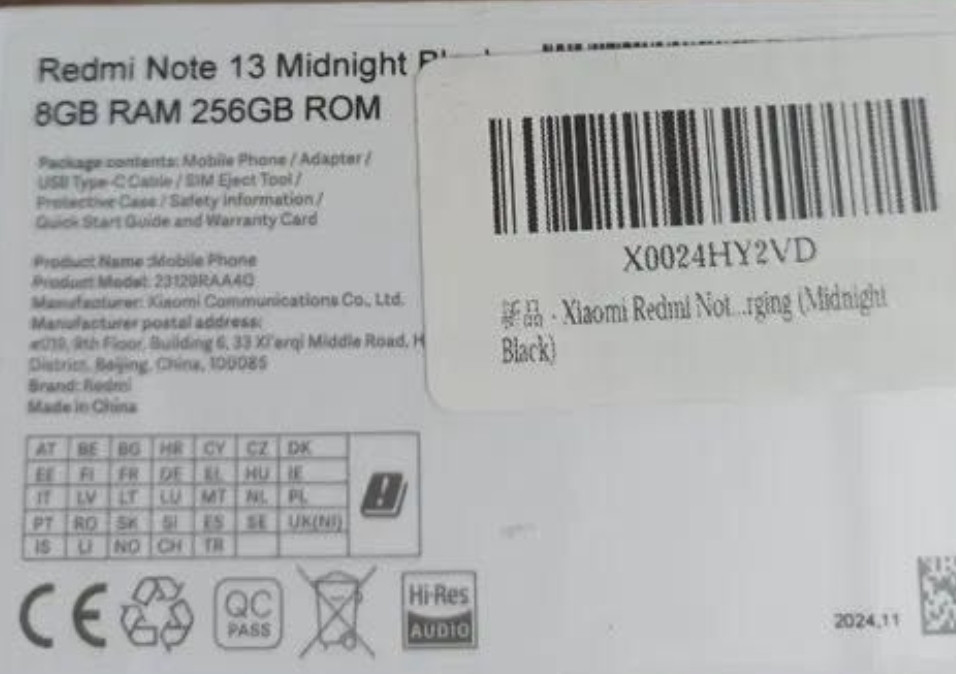 Redmi Note 13 Midnight
8GB RAM 256GB ROM
Package contents: Mobile Phone / Adapter /
USB Type-C Cable / SIM Eject Tool /
Protective Case / Safety Information /
Quick Start Guide and Warranty Card
Product Name :Mobile Phone
Product Model: 23129RAA4G
Manufacturer: Xiaomi Communications Co., Ltd.
Manufacturer postal address:
#019, 9th Floor, Building 6, 33 Xi'erqi Middle Road, H
District, Beijing, China, 100085
Brand: Redmi
Made in China
AT BE BG HR CY CZ DK
EE FI FR DE EL HU IE
IT LV LT LU MT NL PL
PT RO SK SI ES SE UK(NI)
IS LI NO CH TR
CE
QC
PASS
Hi-Res
AUDIO
X0024HY2VD
新品 - Xiaomi Redmi Not...rging (Midnight
Black)
2024.11